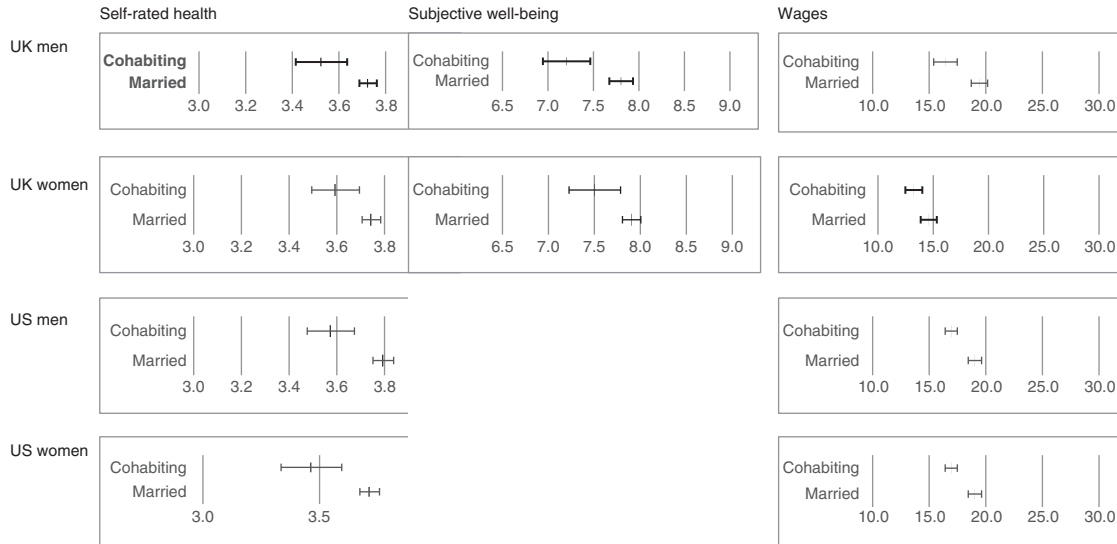 Self-rated health Subjective well-being Wages
UK men
Cohabiting
Married
3.0 3.2 3.4 3.6 3.8
Cohabiting
Married
6.5 7.0 7.5 8.0 8.5 9.0
Cohabiting
Married
10.0 15.0 20.0 25.0 30.0
UK women
Cohabiting
Married
3.0 3.2 3.4 3.6 3.8
Cohabiting
Married
6.5 7.0 7.5 8.0 8.5 9.0
Cohabiting
Married
10.0 15.0 20.0 25.0 30.0
US men
Cohabiting
Married
3.0 3.2 3.4 3.6 3.8
Cohabiting
Married
10.0 15.0 20.0 25.0 30.0
US women
Cohabiting
Married
3.0 3.5
Cohabiting
Married
10.0 15.0 20.0 25.0 30.0